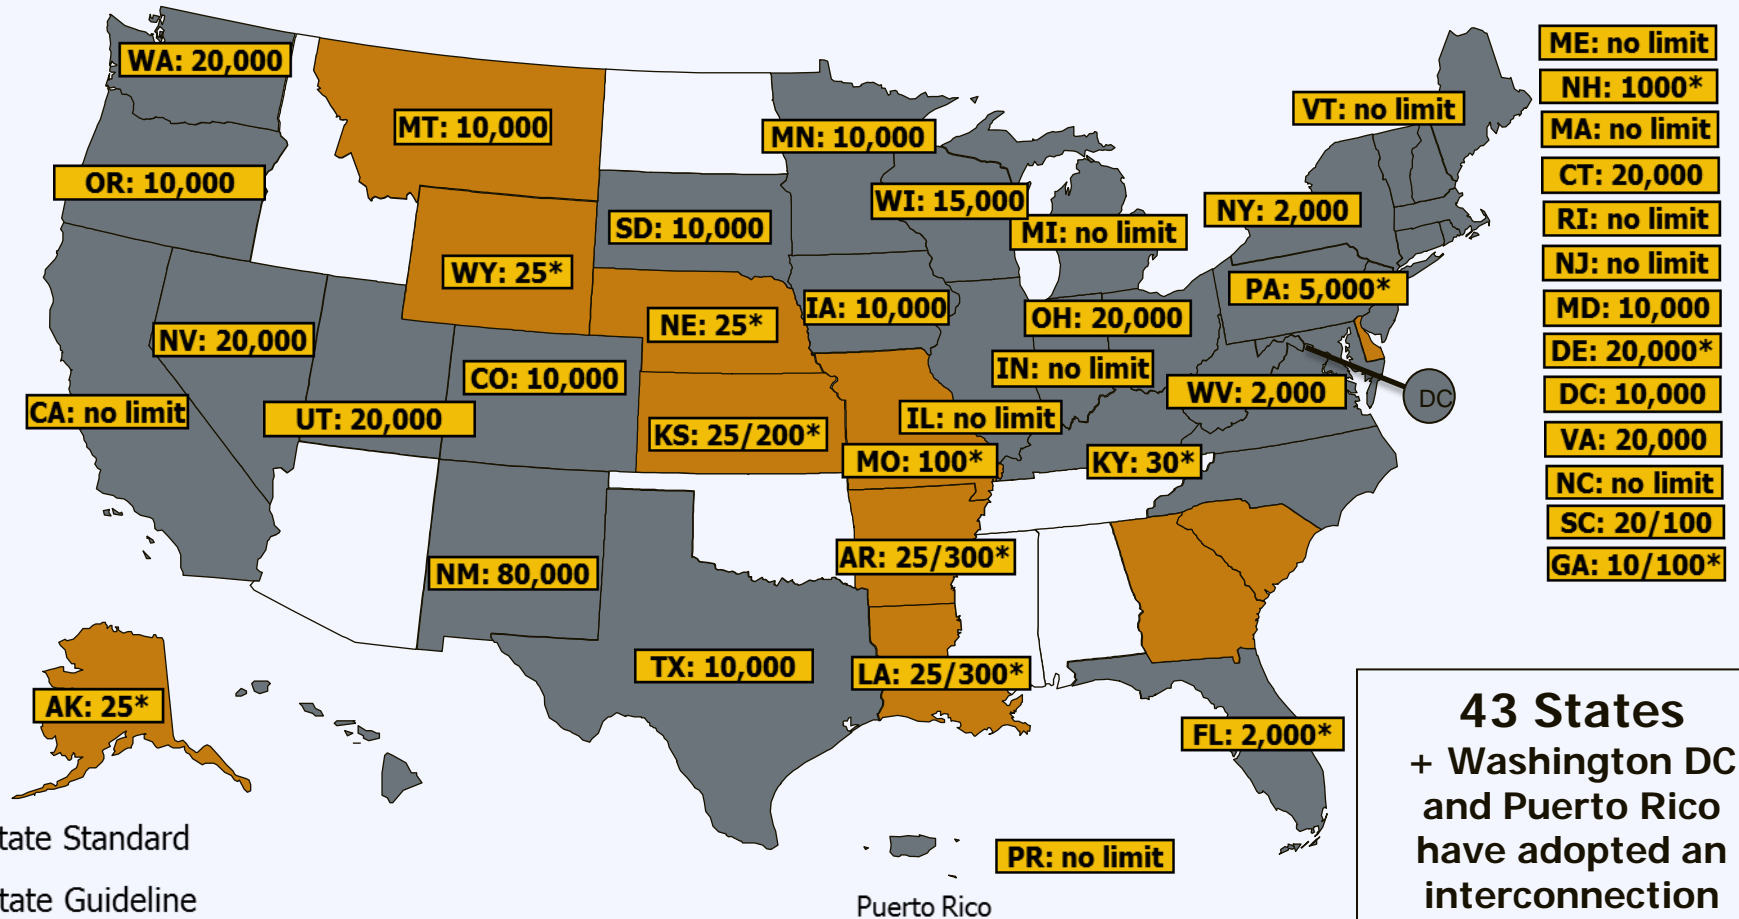 WA: 20,000
MT: 10,000
MN: 10,000
VT: no limit
ME: no limit
NH: 1000*
MA: no limit
OR: 10,000
SD: 10,000
WI: 15,000
MI: no limit
NY: 2,000
CT: 20,000
RI: no limit
WY: 25*
NE: 25*
IA: 10,000
OH: 20,000
PA: 5,000*
NJ: no limit
MD: 10,000
NV: 20,000
CO: 10,000
IN: no limit
WV: 2,000
DC
DE: 20,000*
DC: 10,000
CA: no limit
UT: 20,000
KS: 25/200*
IL: no limit
MO: 100*
KY: 30*
VA: 20,000
NC: no limit
SC: 20/100
NM: 80,000
AR: 25/300*
GA: 10/100*
AK: 25*
TX: 10,000
LA: 25/300*
FL: 2,000*
PR: no limit
Puerto Rico
tate Standard
tate Guideline
43 States
+ Washington DC
and Puerto Rico
have adopted an
interconnection